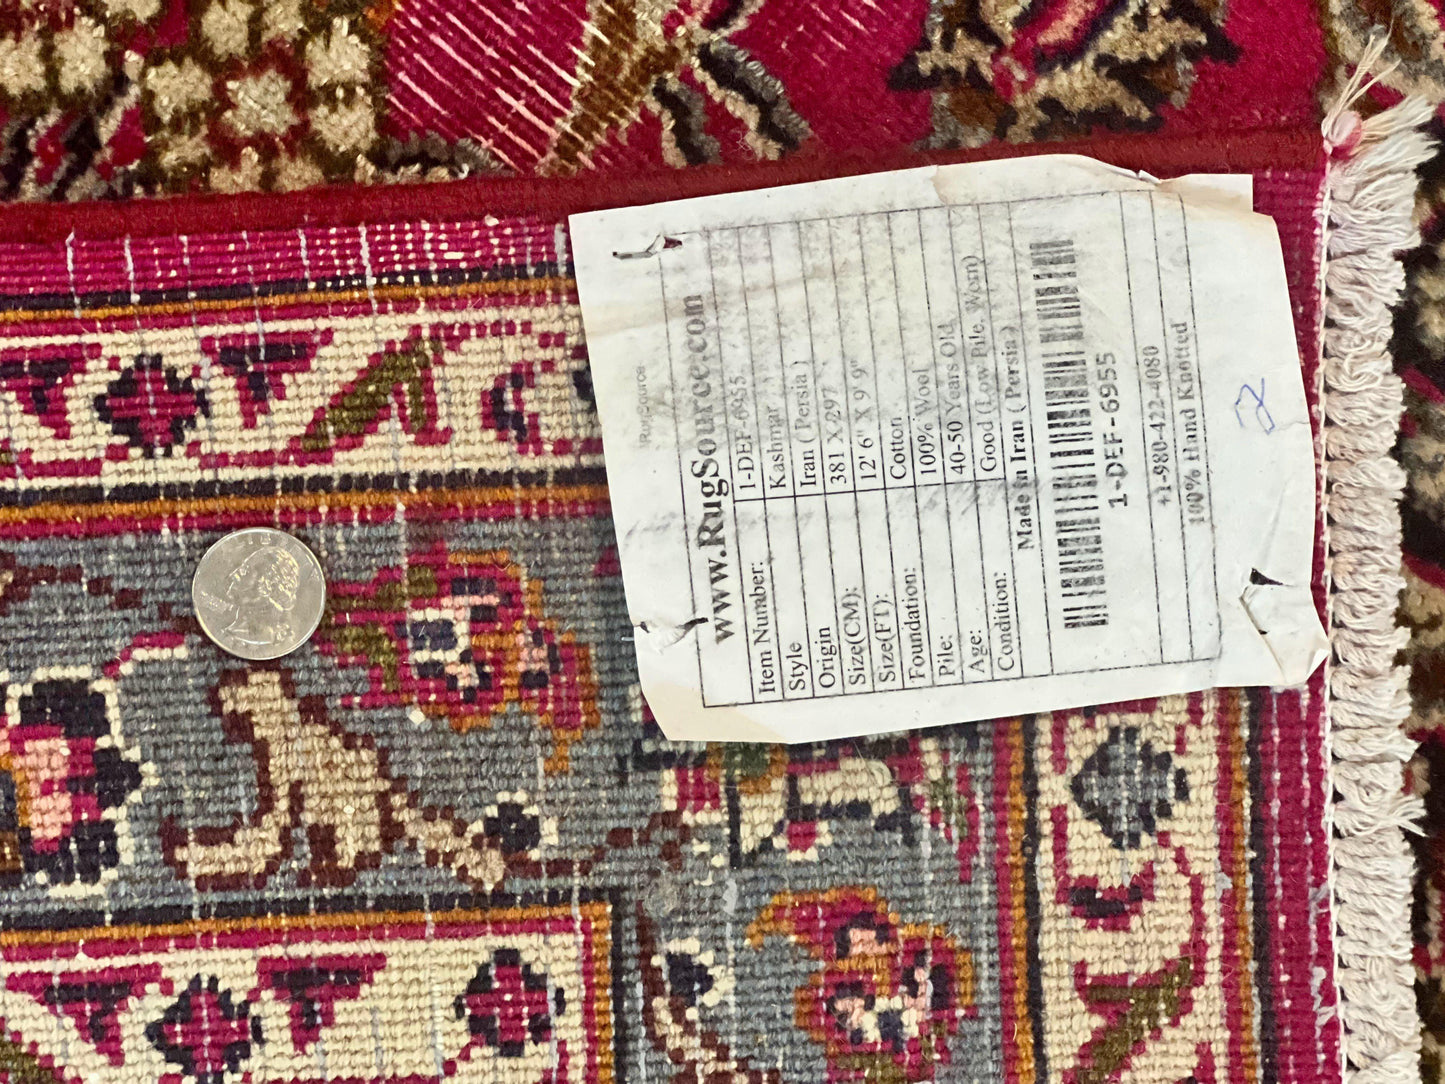 www.RugSource.com
Item Number: 1-DEF-6955
Style Kashmar
Origin Iran ( Persia )
Size(CM): 381 X 297
Size(FT): 12' 6" X 9' 9"
Foundation: Cotton
Pile: 100% Wool
Age: 40-50 Years Old
Condition: Good (Low Pile, Worn)
Made in Iran ( Persia )
1-DEF-6955
+1-980-422-4080
100% Hand Knotted
2
RugSource